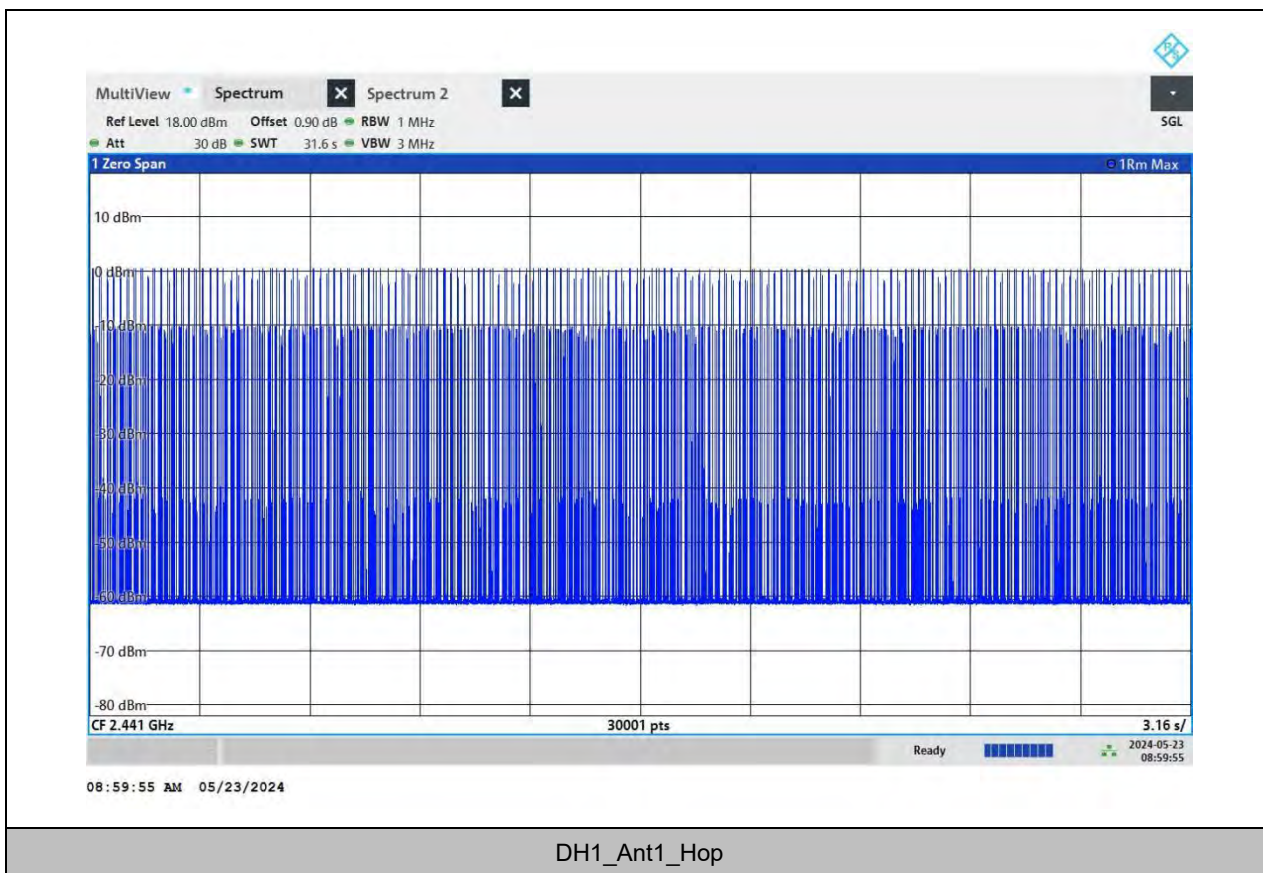 MultiView Spectrum X Spectrum 2 X
Ref Level 18.00 dBm Offset 0.90 dB RBW 1 MHz SGL
Att 30 dB SWT 31.6 s VBW 3 MHz
1 Zero Span 1Rm Max
10 dBm
0 dBm
-10 dBm
-20 dBm
-30 dBm
-40 dBm
-50 dBm
-60 dBm
-70 dBm
-80 dBm
CF 2.441 GHz 30001 pts 3.16 s/
Ready 2024-05-23
08:59:55
08:59:55 AM 05/23/2024
DH1_Ant1_Hop